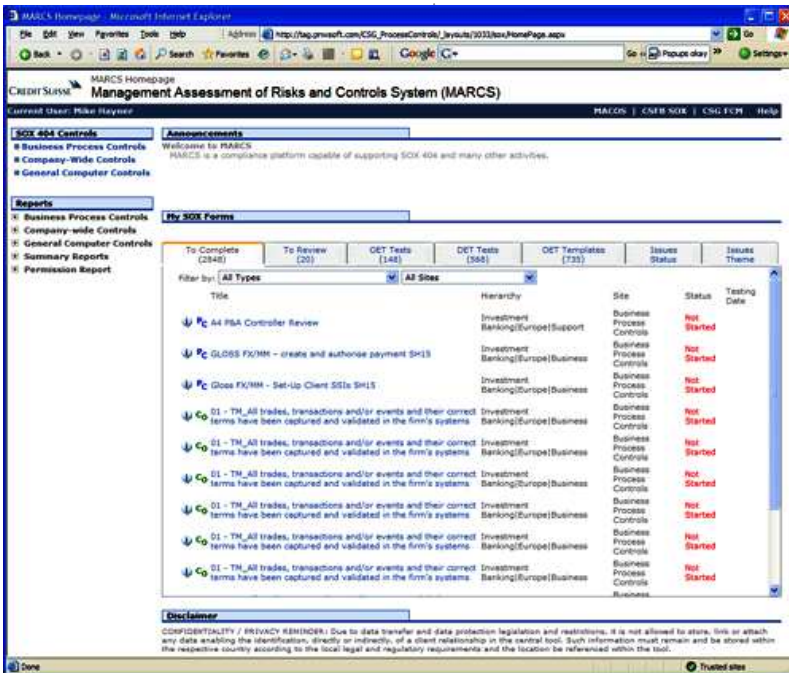 MARCS Homepage - Microsoft Internet Explorer
File Edit View Favorites Tools Help Address http://tag.pnwsoft.com/CSG_ProcessControls/_layouts/1033/sox/HomePage.aspx Go
Back Search Favorites Google Go Popups okay Settings
MARCS Homepage
CREDIT SUISSE Management Assessment of Risks and Controls System (MARCS)
Current User: Mike Hayner MACOS | CSFB SOX | CSG FCM Help
SOX 404 Controls
Business Process Controls
Company-Wide Controls
General Computer Controls
Reports
Business Process Controls
Company-wide Controls
General Computer Controls
Summary Reports
Permission Report
Announcements
Welcome to MARCS
MARCS is a compliance platform capable of supporting SOX 404 and many other activities.
My SOX Forms
To Complete (2848) To Review (20) OET Tests (148) DET Tests (568) OET Templates (735) Issues Status Issues Theme
Filter by: All Types All Sites
Title Hierarchy Site Status Testing Date
A4 P&A Controller Review Investment Banking|Europe|Support Business Process Controls Not Started
GLOSS FX/MM - create and authorise payment SH15 Investment Banking|Europe|Business Business Process Controls Not Started
Gloss FX/MM - Set-Up Client SSIs SH15 Investment Banking|Europe|Business Business Process Controls Not Started
01 - TM_All trades, transactions and/or events and their correct terms have been captured and validated in the firm's systems Investment Banking|Europe|Business Business Process Controls Not Started
01 - TM_All trades, transactions and/or events and their correct terms have been captured and validated in the firm's systems Investment Banking|Europe|Business Business Process Controls Not Started
01 - TM_All trades, transactions and/or events and their correct terms have been captured and validated in the firm's systems Investment Banking|Europe|Business Business Process Controls Not Started
01 - TM_All trades, transactions and/or events and their correct terms have been captured and validated in the firm's systems Investment Banking|Europe|Business Business Process Controls Not Started
01 - TM_All trades, transactions and/or events and their correct terms have been captured and validated in the firm's systems Investment Banking|Europe|Business Business Process Controls Not Started
01 - TM_All trades, transactions and/or events and their correct terms have been captured and validated in the firm's systems Investment Banking|Europe|Business Business Process Controls Not Started
Disclaimer
CONFIDENTIALITY / PRIVACY REMINDER: Due to data transfer and data protection legislation and restrictions, it is not allowed to store, link or attach
any data enabling the identification, directly or indirectly, of a client relationship in the central tool. Such information must remain and be stored within
the respective country according to the local legal and regulatory requirements and the location be referenced within the tool.
Done Trusted sites